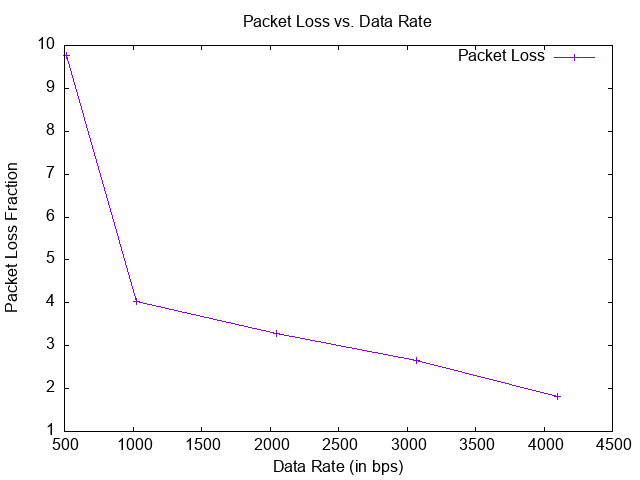 Packet Loss vs. Data Rate
Packet Loss
10
9
8
7
6
5
4
3
2
1
Packet Loss Fraction
500 1000 1500 2000 2500 3000 3500 4000 4500
Data Rate (in bps)